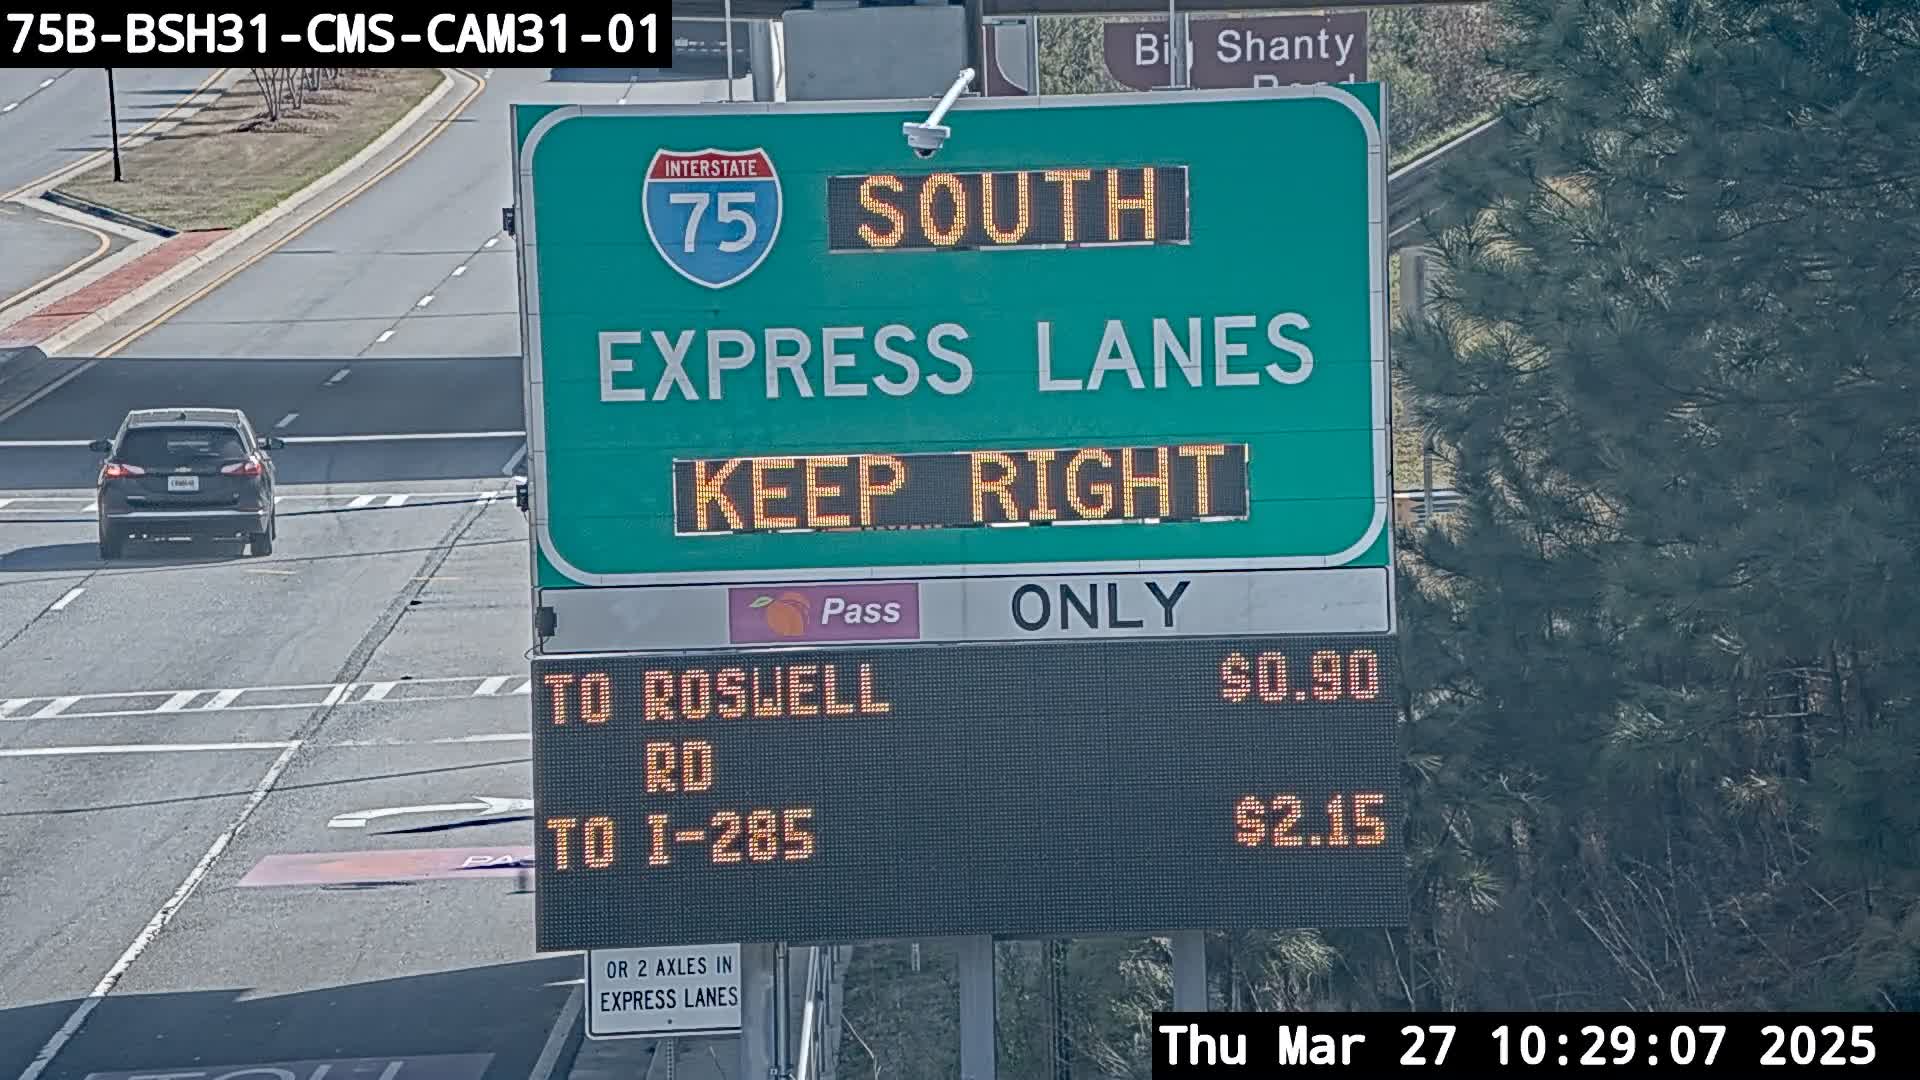 75B-BSH31-CMS-CAM31-01
Big Shanty
Road
INTERSTATE
75
SOUTH
EXPRESS LANES
KEEP RIGHT
Pass ONLY
TO ROSWELL $0.90
RD
TO I-285 $2.15
OR 2 AXLES IN
EXPRESS LANES
Thu Mar 27 10:29:07 2025